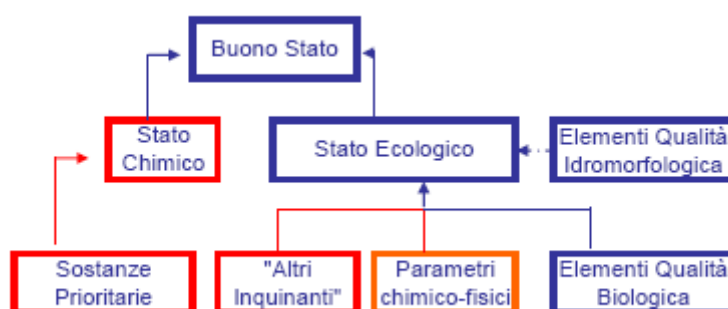 Buono Stato
Stato
Chimico
Stato Ecologico
Elementi Qualità
Idromorfologica
Sostanze
Prioritarie
"Altri
Inquinanti"
Parametri
chimico-fisici
Elementi Qualità
Biologica